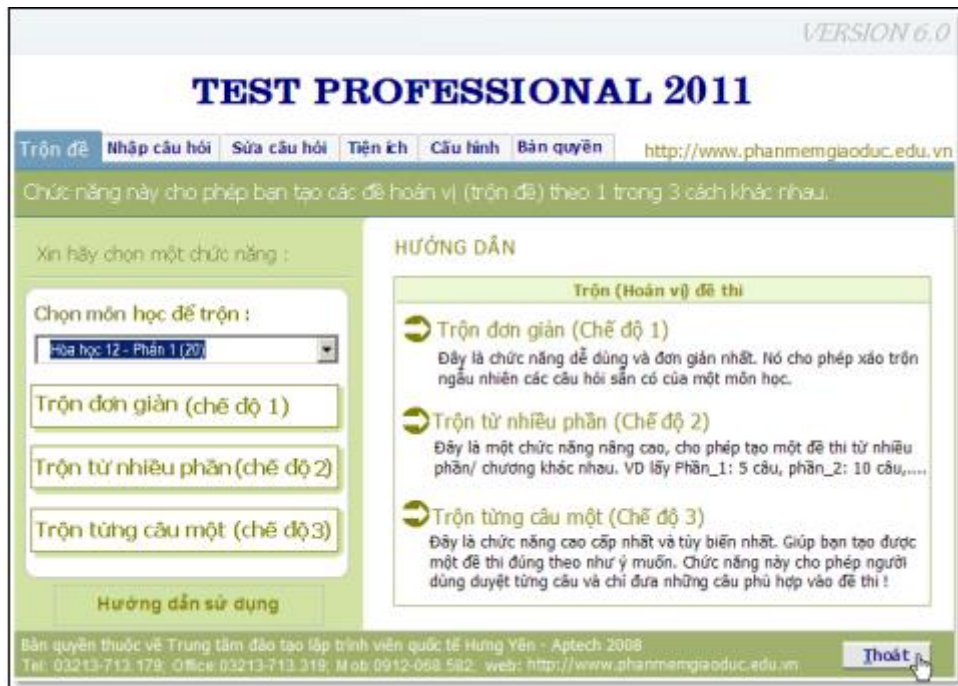 VERSION 6.0
TEST PROFESSIONAL 2011
Trộn đề Nhập câu hỏi Sửa câu hỏi Tiện ích Cấu hình Bản quyền http://www.phanmemgiaoduc.edu.vn
Chức năng này cho phép bạn tạo các đề hoán vị (trộn đề) theo 1 trong 3 cách khác nhau.
Xin hãy chọn một chức năng :
Chọn môn học để trộn :
Hóa học 12 - Phần 1 (20)
Trộn đơn giản (chế độ 1)
Trộn từ nhiều phần (chế độ 2)
Trộn từng câu một (chế độ 3)
Hướng dẫn sử dụng
HƯỚNG DẪN
Trộn (Hoán vị) đề thi
Trộn đơn giản (Chế độ 1)
Đây là chức năng dễ dùng và đơn giản nhất. Nó cho phép xáo trộn
ngẫu nhiên các câu hỏi sẵn có của một môn học.
Trộn từ nhiều phần (Chế độ 2)
Đây là một chức năng nâng cao, cho phép tạo một đề thi từ nhiều
phần/ chương khác nhau. VD lấy Phần_1: 5 câu, phần_2: 10 câu,....
Trộn từng câu một (Chế độ 3)
Đây là chức năng cao cấp nhất và tùy biến nhất. Giúp bạn tạo được
một đề thi đúng theo như ý muốn. Chức năng này cho phép người
dùng duyệt từng câu và chỉ đưa những câu phù hợp vào đề thi !
Bản quyền thuộc về Trung tâm đào tạo lập trình viên quốc tế Hưng Yên - Aptech 2008
Tel: 03213-713.179; Office:03213-713.319; Mob:0912-068.582; web: http://www.phanmemgiaoduc.edu.vn
Thoát